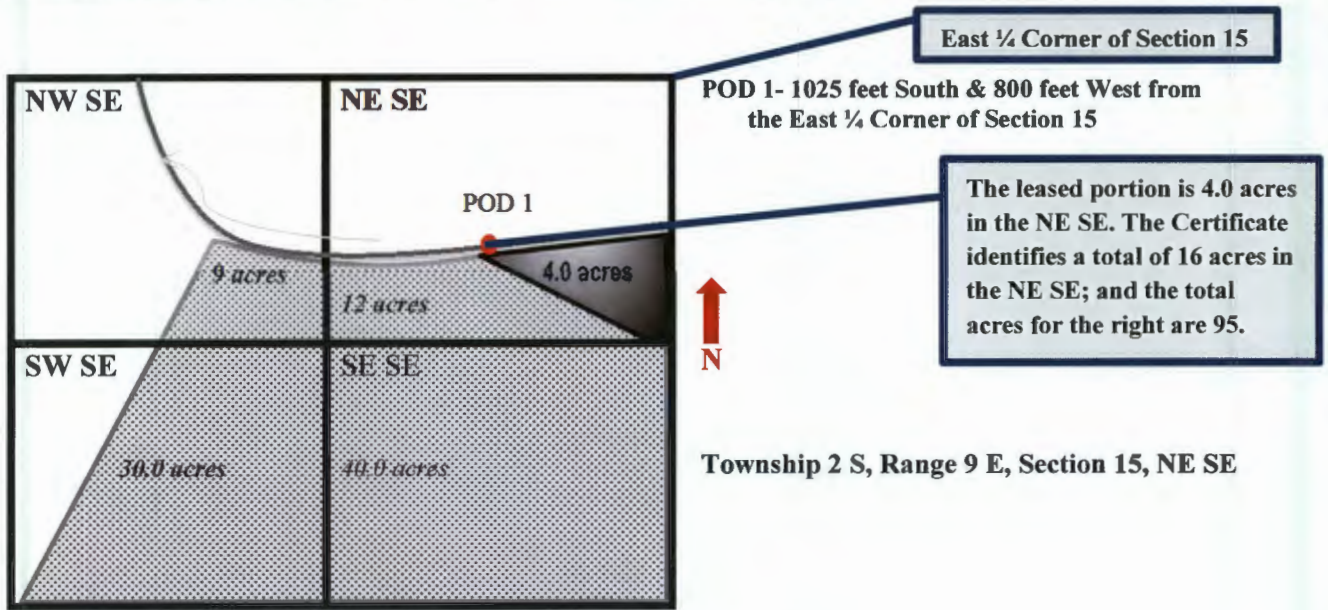 East ¼ Corner of Section 15
NW SE
NE SE
POD 1- 1025 feet South & 800 feet West from
the East ¼ Corner of Section 15
POD 1
The leased portion is 4.0 acres
in the NE SE. The Certificate
identifies a total of 16 acres in
the NE SE; and the total
acres for the right are 95.
9 acres
4.0 acres
12 acres
N
SW SE
SE SE
30.0 acres
40.0 acres
Township 2 S, Range 9 E, Section 15, NE SE